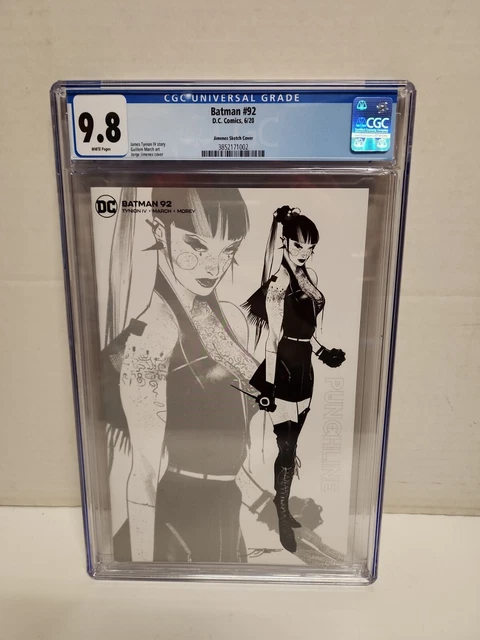 CGC UNIVERSAL GRADE
9.8
WHITE Pages
Batman #92
D.C. Comics, 6/20
Jimenez Sketch Cover
James Tynion IV story
Guillem March art
Jorge Jimenez cover
3852171002
CGC
DC
BATMAN 92
TYNION IV • MARCH • MOREY
PUNCHLINE